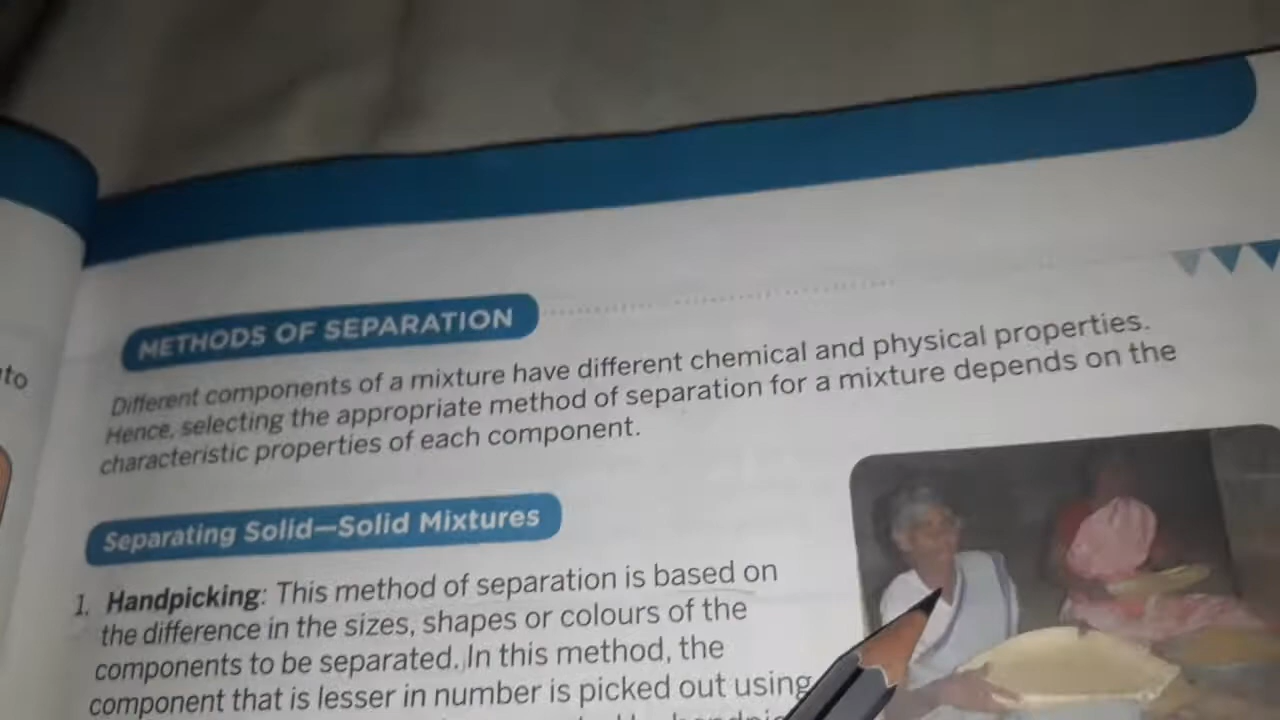 to
METHODS OF SEPARATION
Different components of a mixture have different chemical and physical properties.
Hence, selecting the appropriate method of separation for a mixture depends on the
characteristic properties of each component.
Separating Solid—Solid Mixtures
1. Handpicking: This method of separation is based on
the difference in the sizes, shapes or colours of the
components to be separated. In this method, the
component that is lesser in number is picked out using